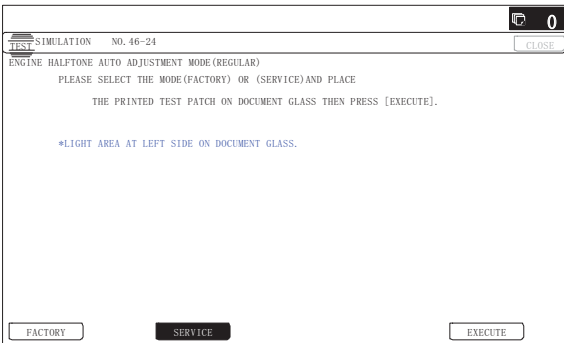 0
TEST SIMULATION NO.46-24 CLOSE
ENGINE HALFTONE AUTO ADJUSTMENT MODE(REGULAR)
PLEASE SELECT THE MODE(FACTORY) OR (SERVICE)AND PLACE
THE PRINTED TEST PATCH ON DOCUMENT GLASS THEN PRESS [EXECUTE].
*LIGHT AREA AT LEFT SIDE ON DOCUMENT GLASS.
FACTORY SERVICE EXECUTE